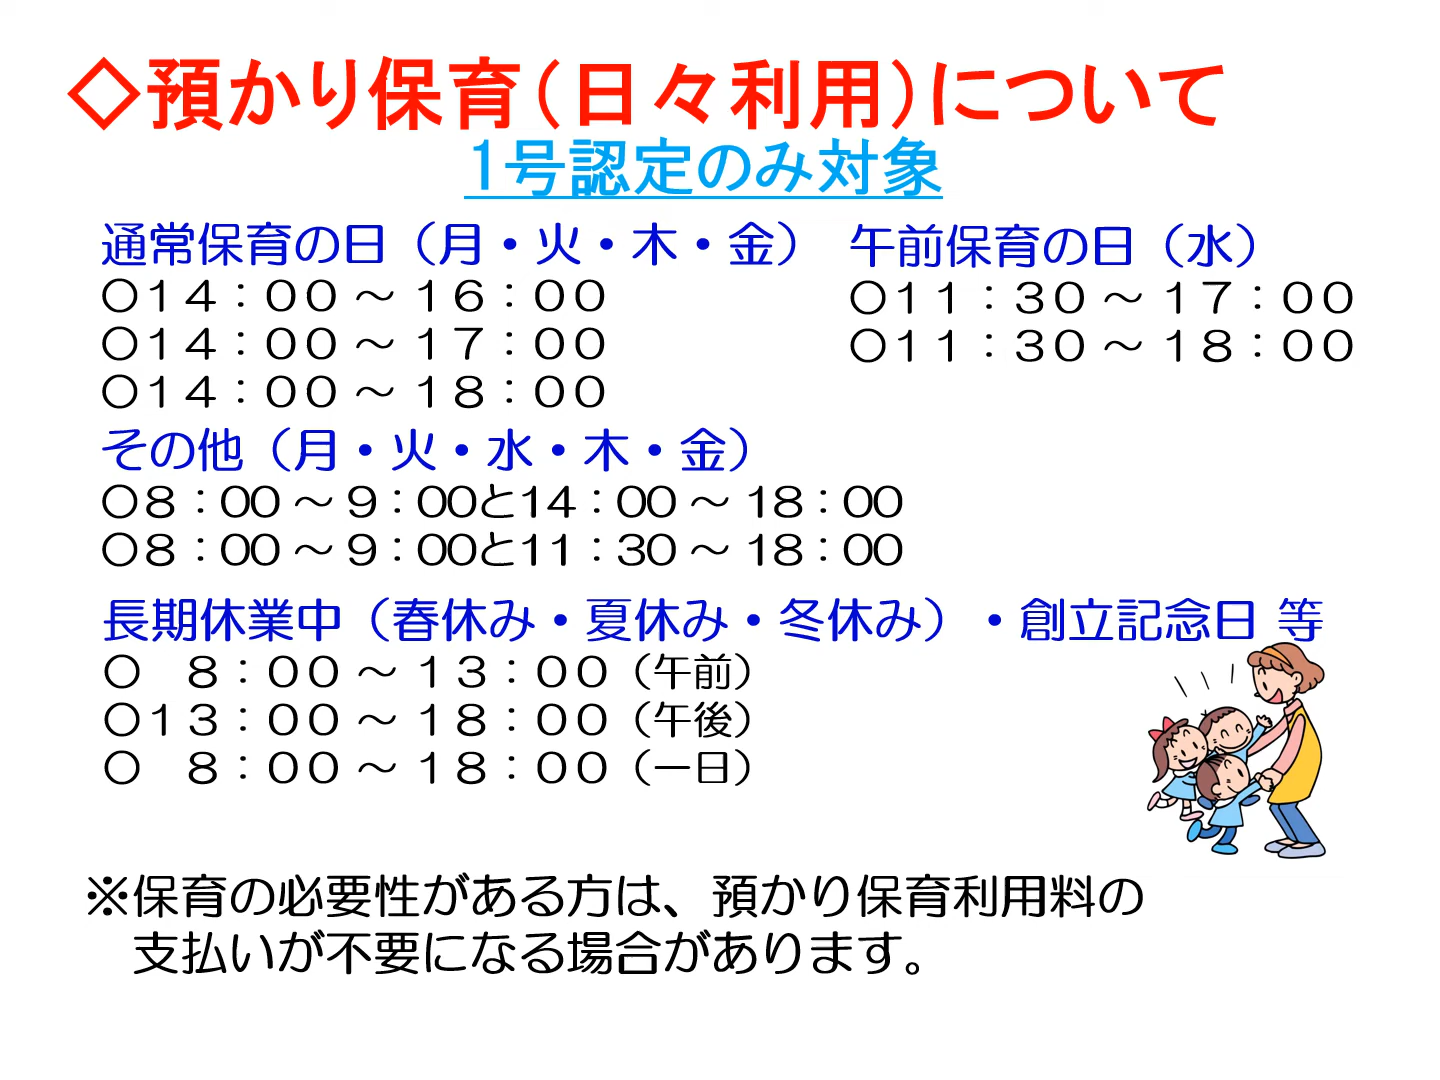 ◇預かり保育（日々利用）について
1号認定のみ対象
通常保育の日（月・火・木・金）
○１４：００ ～ １６：００
○１４：００ ～ １７：００
○１４：００ ～ １８：００
午前保育の日（水）
○１１：３０ ～ １７：００
○１１：３０ ～ １８：００
その他（月・火・水・木・金）
○8：00 ～ 9：00と14：00 ～ 18：00
○8：00 ～ 9：00と11：30 ～ 18：00
長期休業中（春休み・夏休み・冬休み）・創立記念日 等
○　８：００ ～ １３：００（午前）
○１３：００ ～ １８：００（午後）
○　８：００ ～ １８：００（一日）
※保育の必要性がある方は、預かり保育利用料の
支払いが不要になる場合があります。